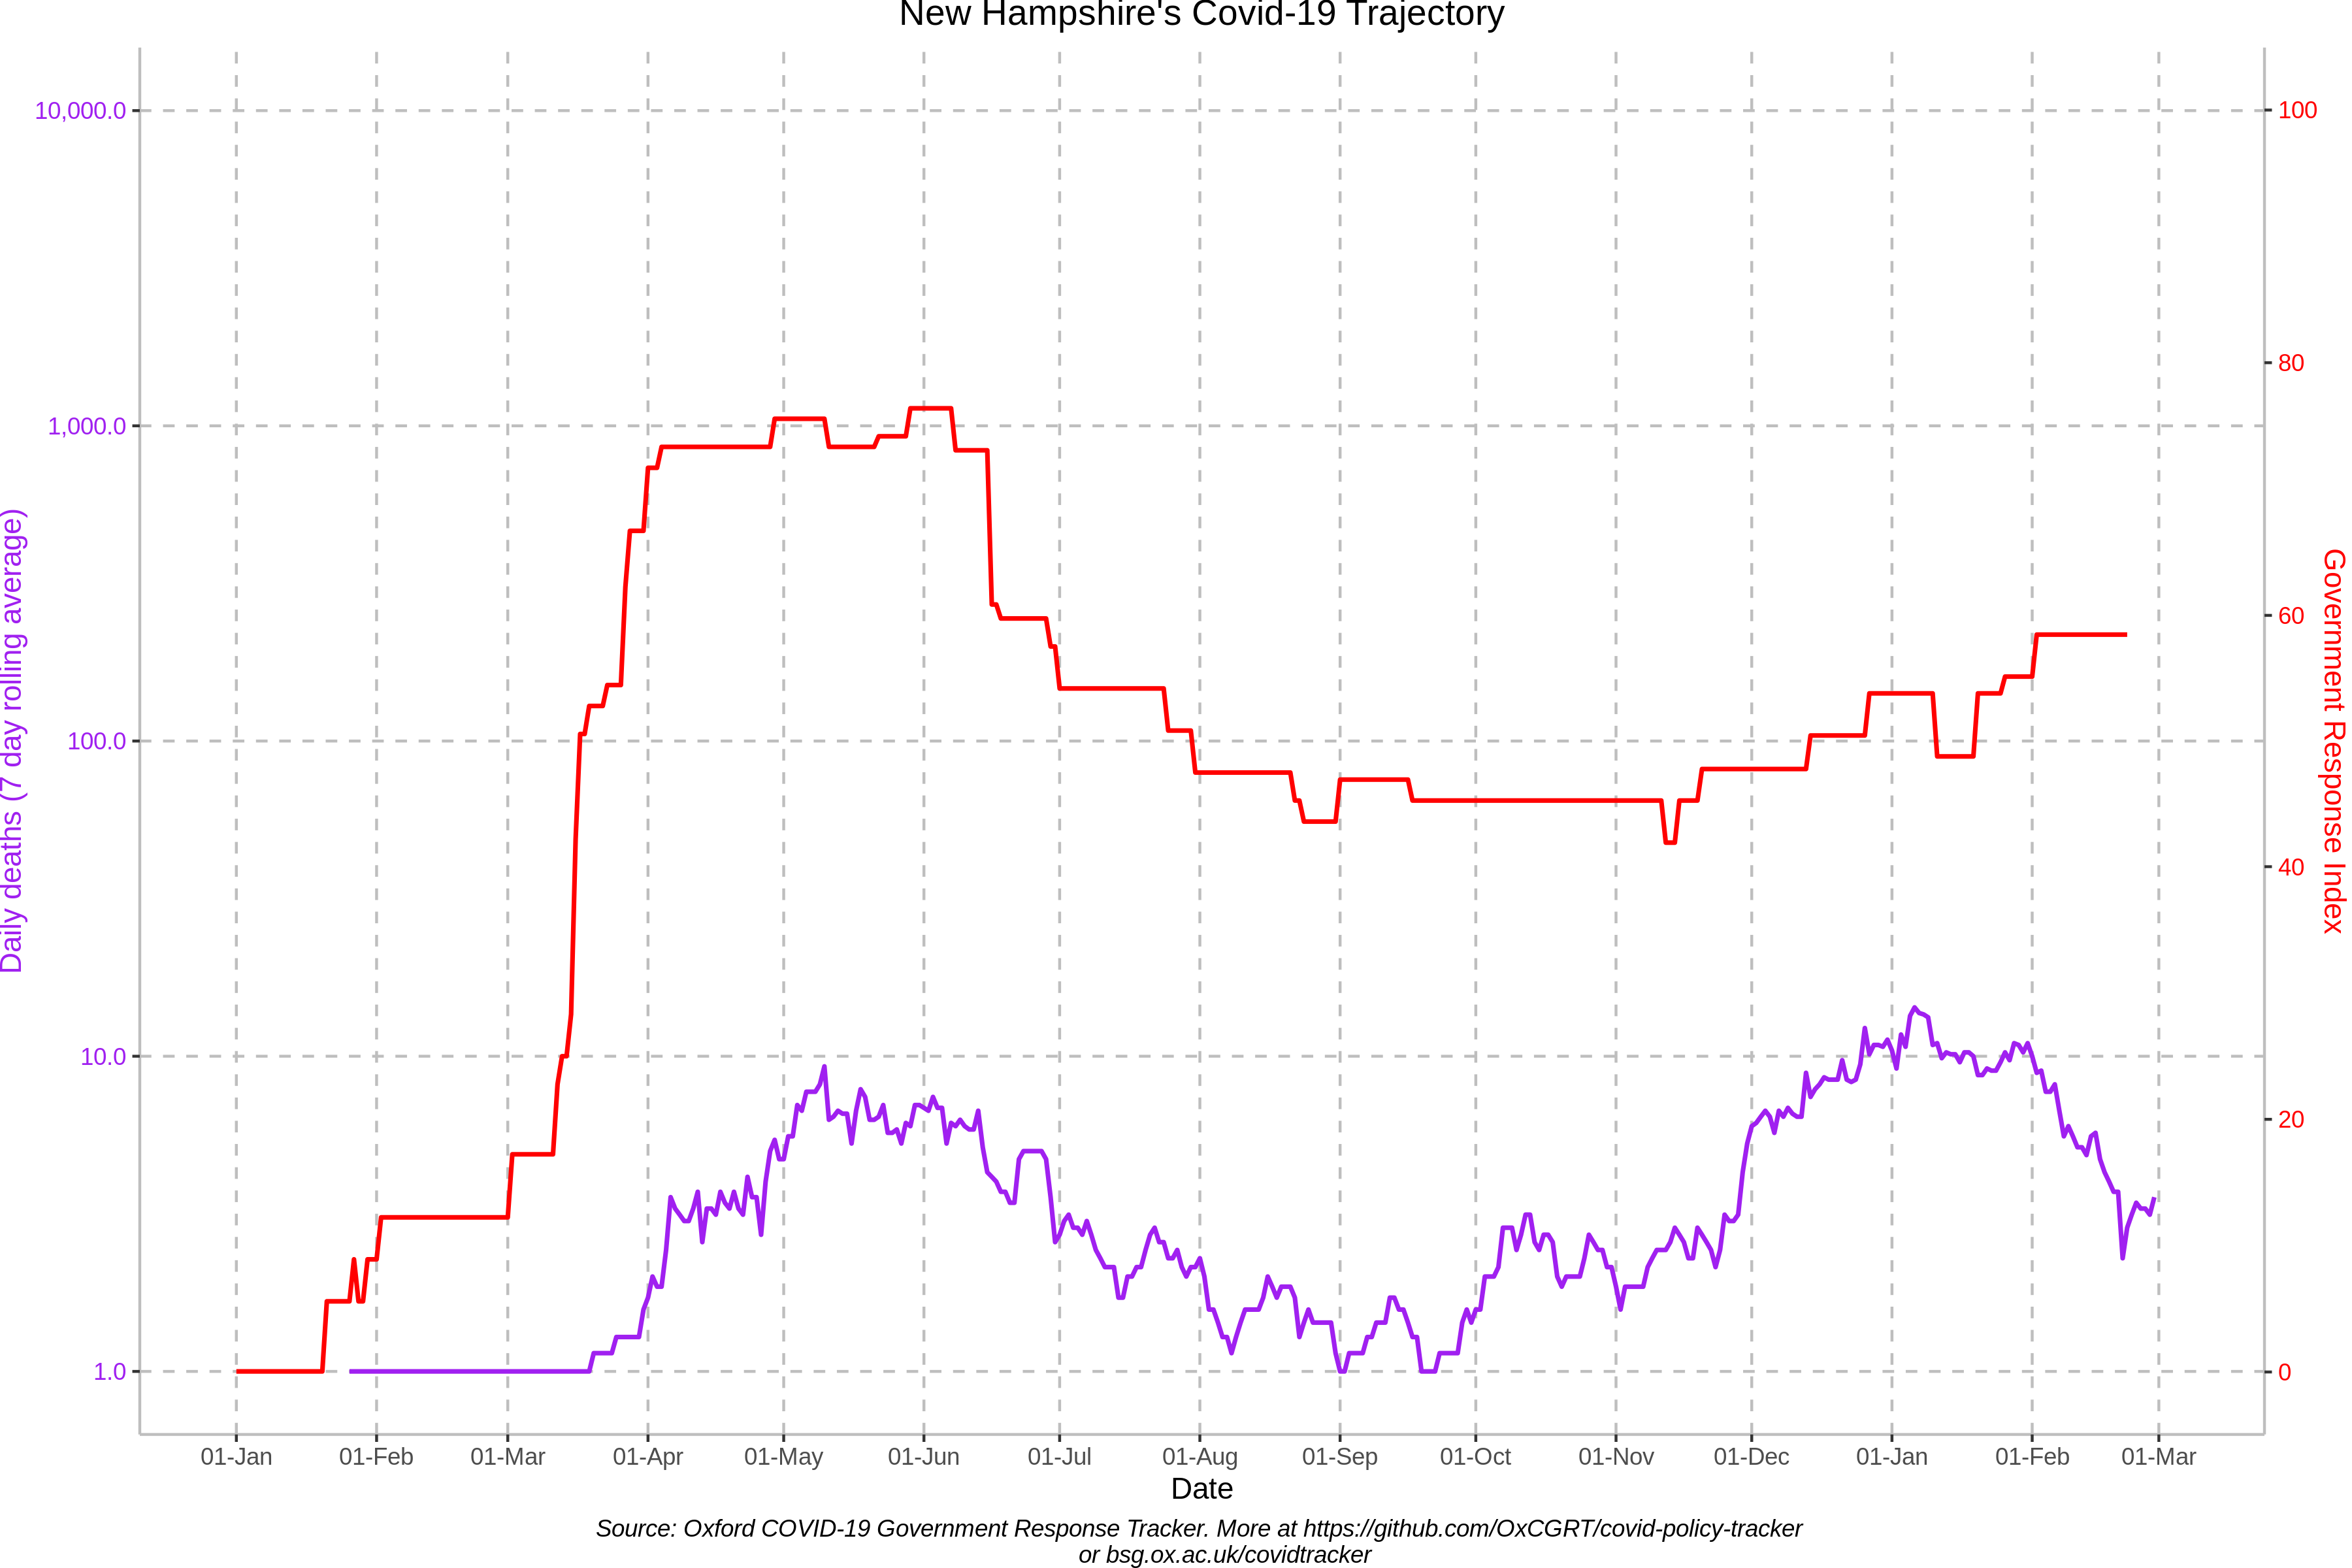 New Hampshire's Covid-19 Trajectory
10,000.0
1,000.0
100.0
10.0
1.0
Daily deaths (7 day rolling average)
100
80
60
40
20
0
Government Response Index
01-Jan 01-Feb 01-Mar 01-Apr 01-May 01-Jun 01-Jul 01-Aug 01-Sep 01-Oct 01-Nov 01-Dec 01-Jan 01-Feb 01-Mar
Date
Source: Oxford COVID-19 Government Response Tracker. More at https://github.com/OxCGRT/covid-policy-tracker
or bsg.ox.ac.uk/covidtracker